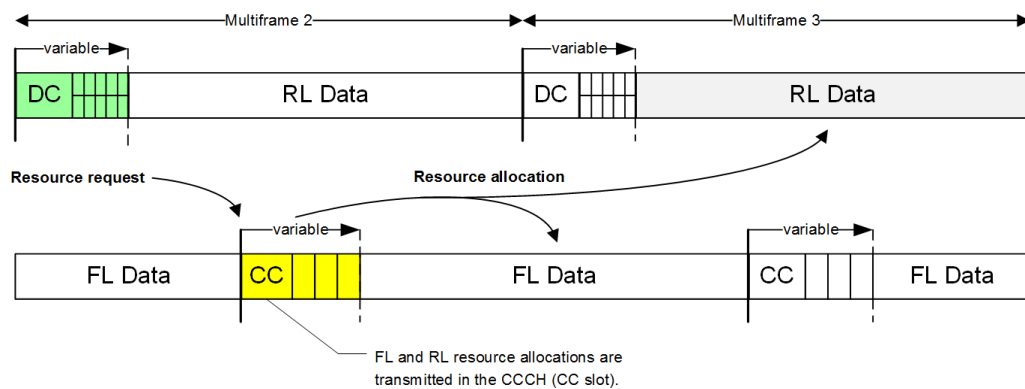 Multiframe 2
Multiframe 3
variable
variable
DC
RL Data
DC
RL Data
Resource request
Resource allocation
variable
variable
FL Data
CC
FL Data
CC
FL Data
FL and RL resource allocations are
transmitted in the CCCH (CC slot).